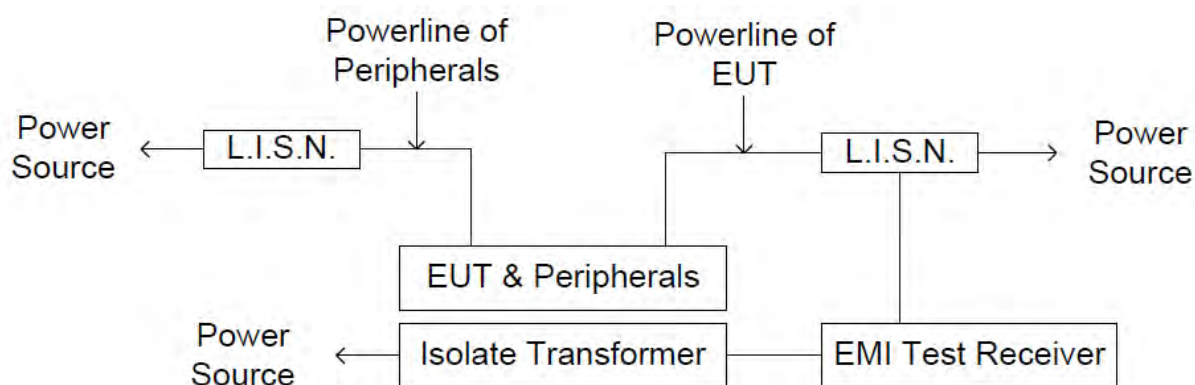 Powerline of
Peripherals
Powerline of
EUT
Power
Source
L.I.S.N.
L.I.S.N.
Power
Source
EUT & Peripherals
Power
Source
Isolate Transformer
EMI Test Receiver